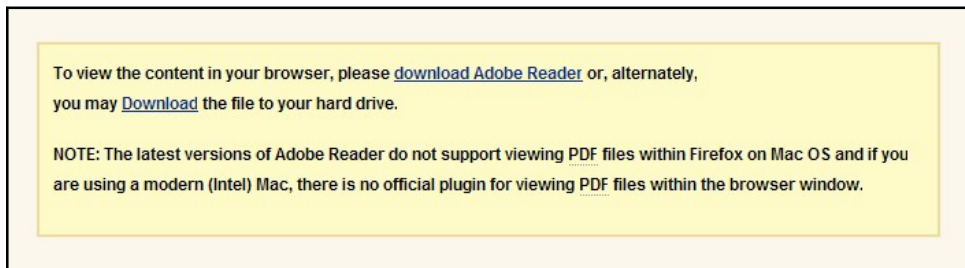 To view the content in your browser, please download Adobe Reader or, alternately,
you may Download the file to your hard drive.
NOTE: The latest versions of Adobe Reader do not support viewing PDF files within Firefox on Mac OS and if you
are using a modern (Intel) Mac, there is no official plugin for viewing PDF files within the browser window.